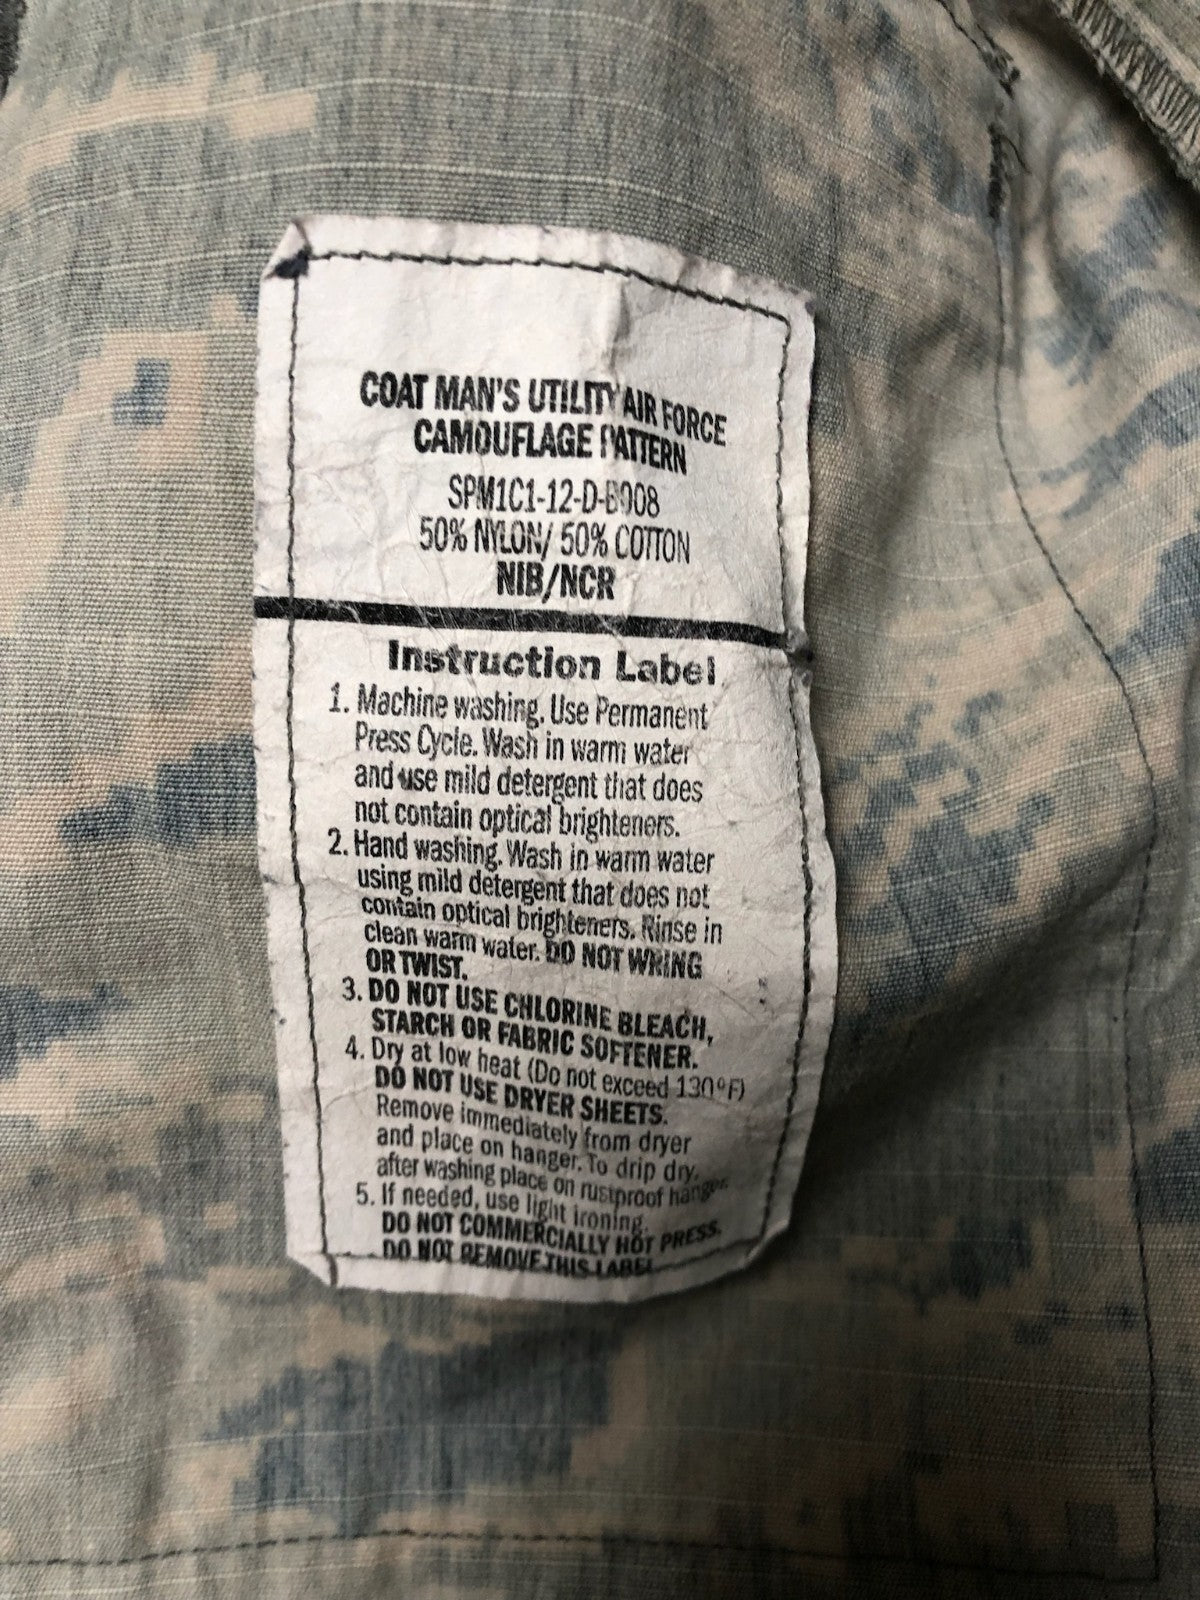 COAT MAN'S UTILITY AIR FORCE
CAMOUFLAGE PATTERN
SPM1C1-12-D-B008
50% NYLON/ 50% COTTON
NIB/NCR
Instruction Label
1. Machine washing. Use Permanent
Press Cycle. Wash in warm water
and use mild detergent that does
not contain optical brighteners.
2. Hand washing. Wash in warm water
using mild detergent that does not
contain optical brighteners. Rinse in
clean warm water. DO NOT WRING
OR TWIST.
3. DO NOT USE CHLORINE BLEACH,
STARCH OR FABRIC SOFTENER.
4. Dry at low heat (Do not exceed 130°F)
DO NOT USE DRYER SHEETS.
Remove immediately from dryer
and place on hanger. To drip dry,
after washing place on rustproof hanger.
5. If needed, use light ironing.
DO NOT COMMERCIALLY HOT PRESS.
DO NOT REMOVE THIS LABEL